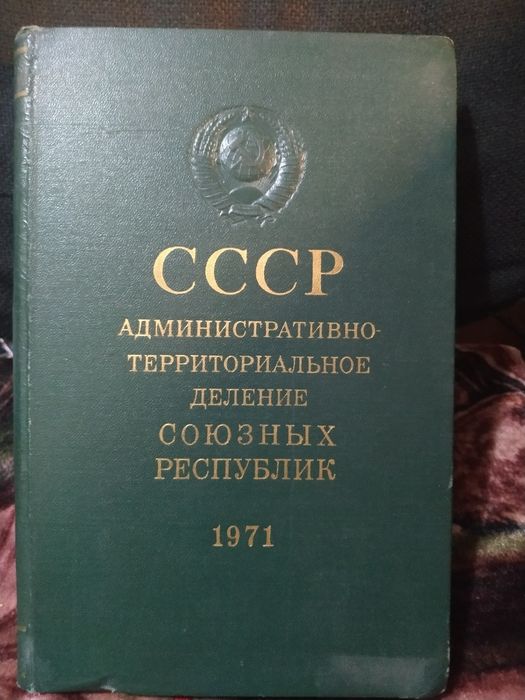 СССР
АДМИНИСТРАТИВНО-
ТЕРРИТОРИАЛЬНОЕ
ДЕЛЕНИЕ
СОЮЗНЫХ
РЕСПУБЛИК
1971